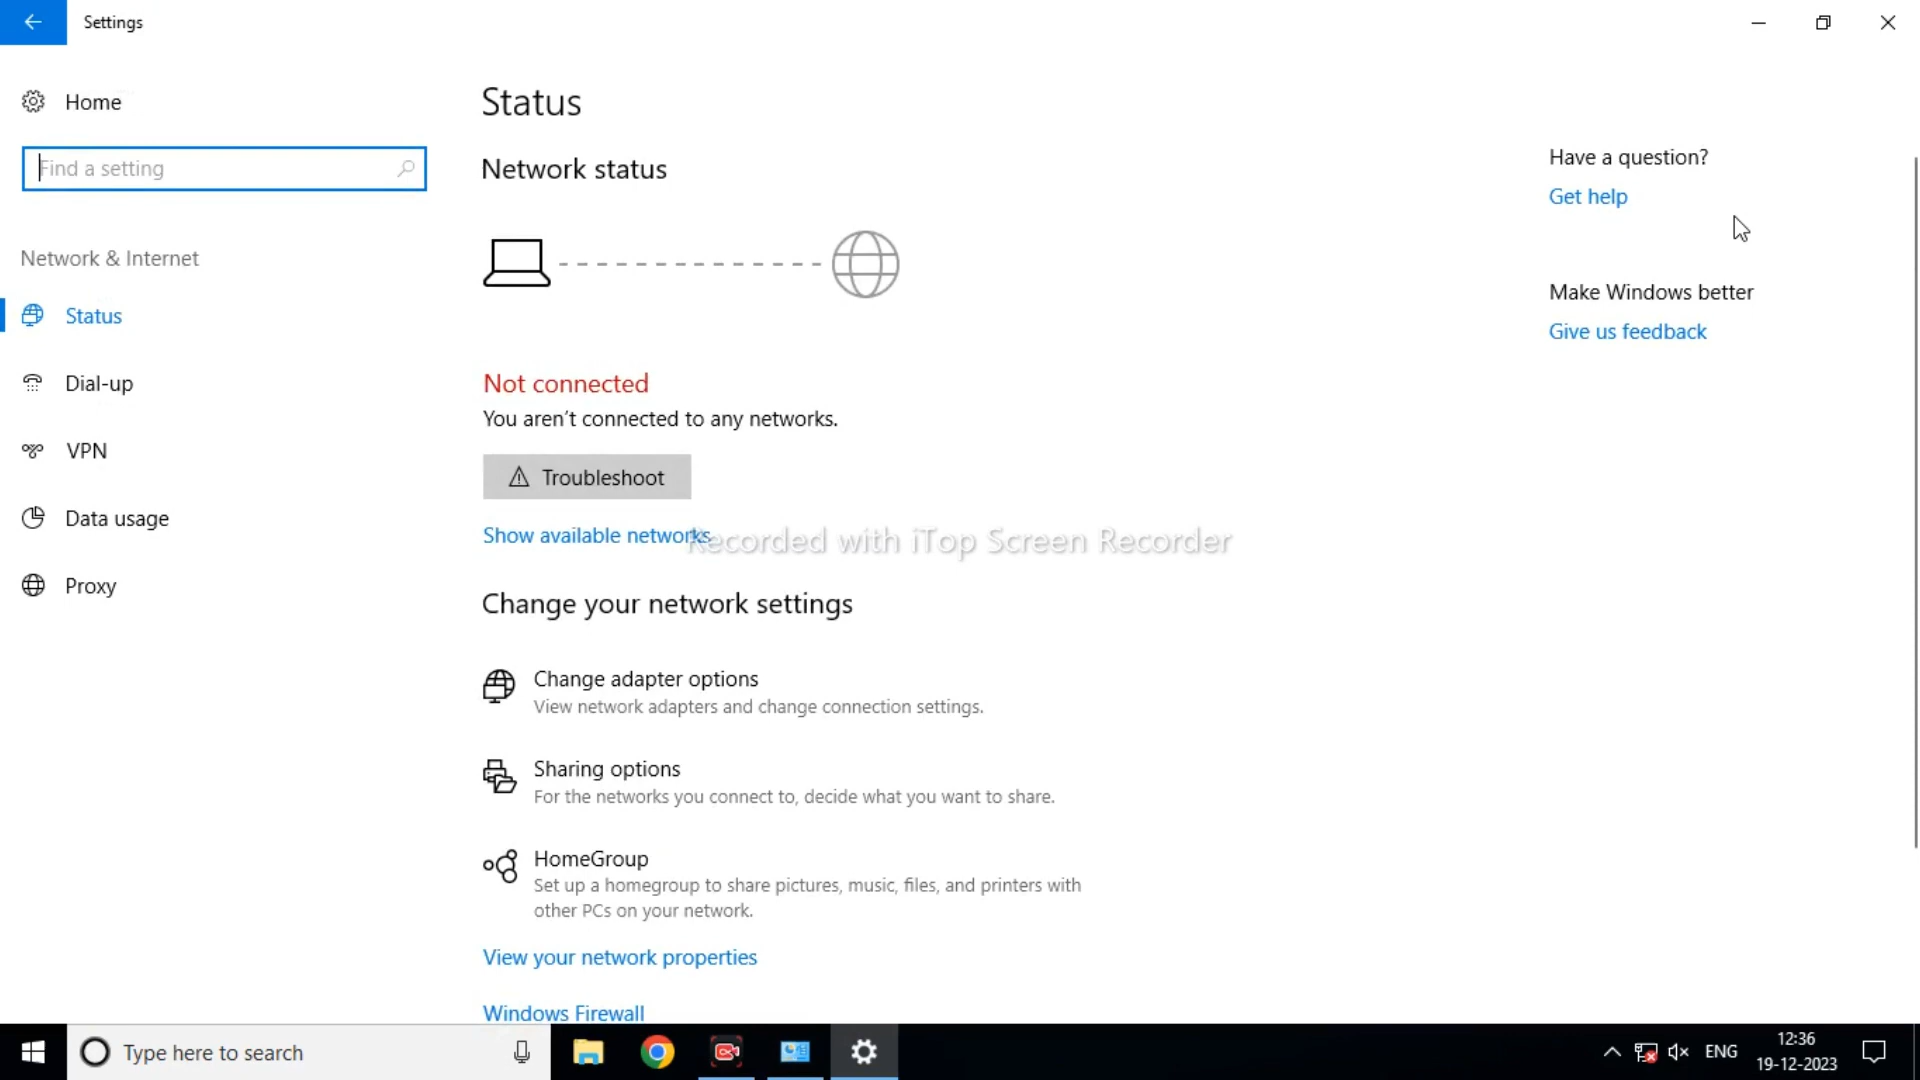 Settings
Home
Find a setting
Network & Internet
Status
Dial-up
VPN
Data usage
Proxy
Status
Network status
Not connected
You aren't connected to any networks.
Troubleshoot
Show available networks
Recorded with iTop Screen Recorder
Change your network settings
Change adapter options
View network adapters and change connection settings.
Sharing options
For the networks you connect to, decide what you want to share.
HomeGroup
Set up a homegroup to share pictures, music, files, and printers with
other PCs on your network.
View your network properties
Windows Firewall
Have a question?
Get help
Make Windows better
Give us feedback
Type here to search
ENG
12:36
19-12-2023